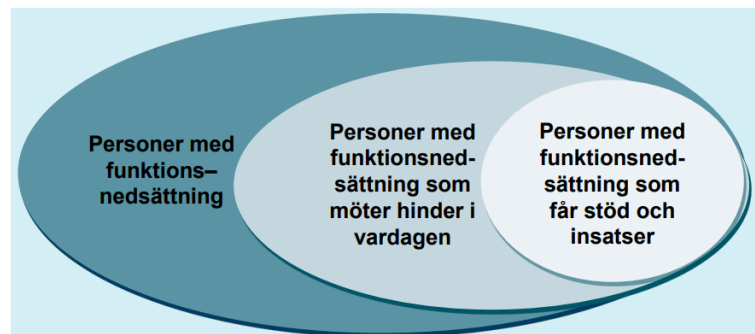 Personer med
funktions–
nedsättning
Personer med
funktionsned-
sättning som
möter hinder i
vardagen
Personer med
funktionsned-
sättning som
får stöd och
insatser